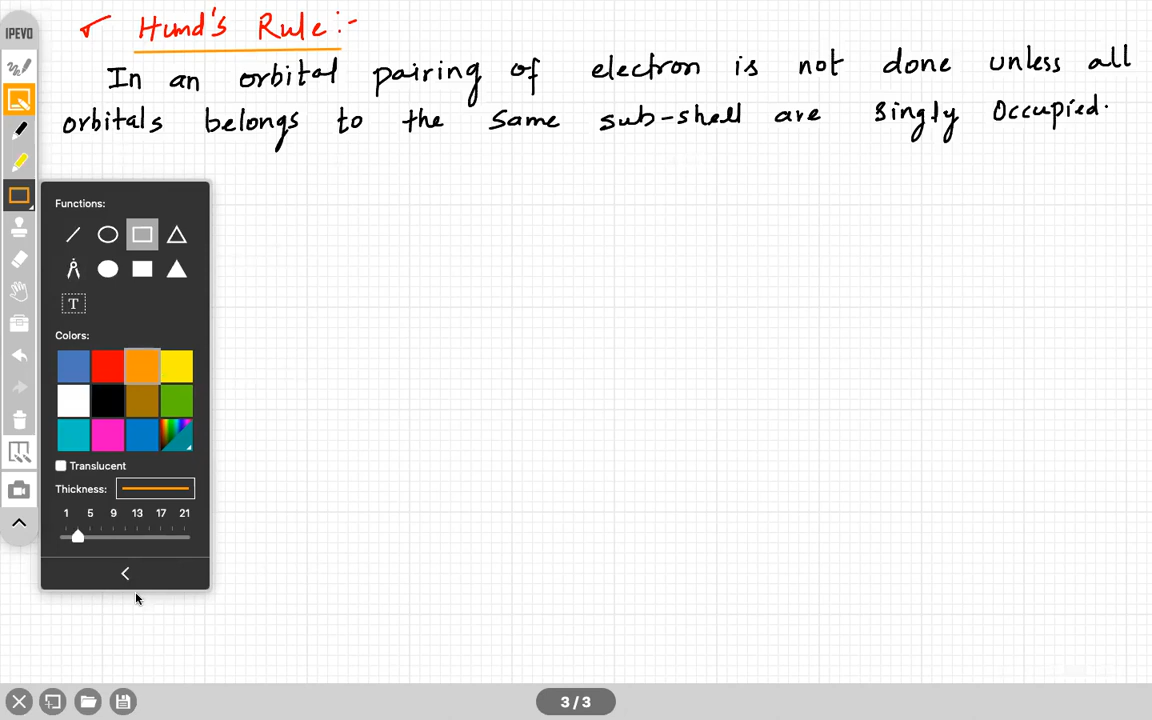 IPEVO
Hund's Rule:-
In an orbital pairing of electron is not done unless all
orbitals belongs to the same sub-shell are singly occupied.
Functions:
T
Colors:
Translucent
Thickness:
1 5 9 13 17 21
3/3